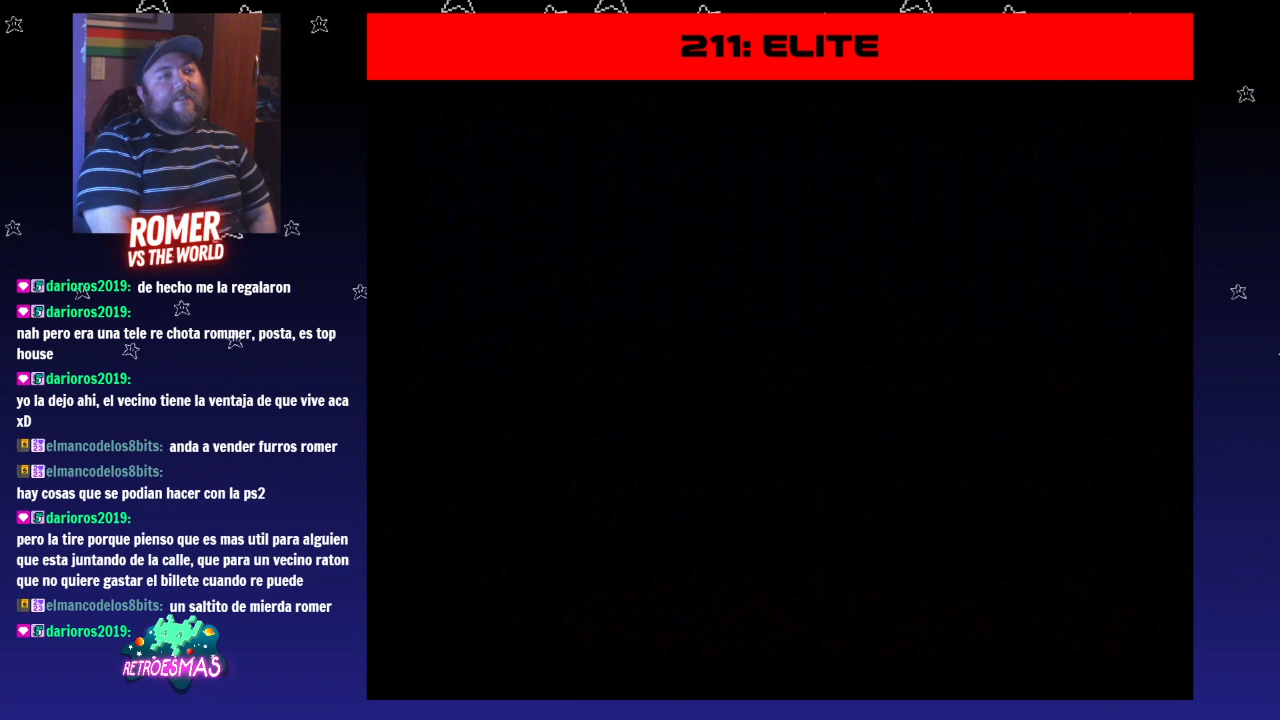 211: ELITE
ROMER
VS THE WORLD
darioros2019: de hecho me la regalaron
darioros2019:
nah pero era una tele re chota rommer, posta, es top
house
darioros2019:
yo la dejo ahi, el vecino tiene la ventaja de que vive aca
xD
elmancodelos8bits: anda a vender furros romer
elmancodelos8bits:
hay cosas que se podian hacer con la ps2
darioros2019:
pero la tire porque pienso que es mas util para alguien
que esta juntando de la calle, que para un vecino raton
que no quiere gastar el billete cuando re puede
elmancodelos8bits: un saltito de mierda romer
darioros2019:
RETROESMAS